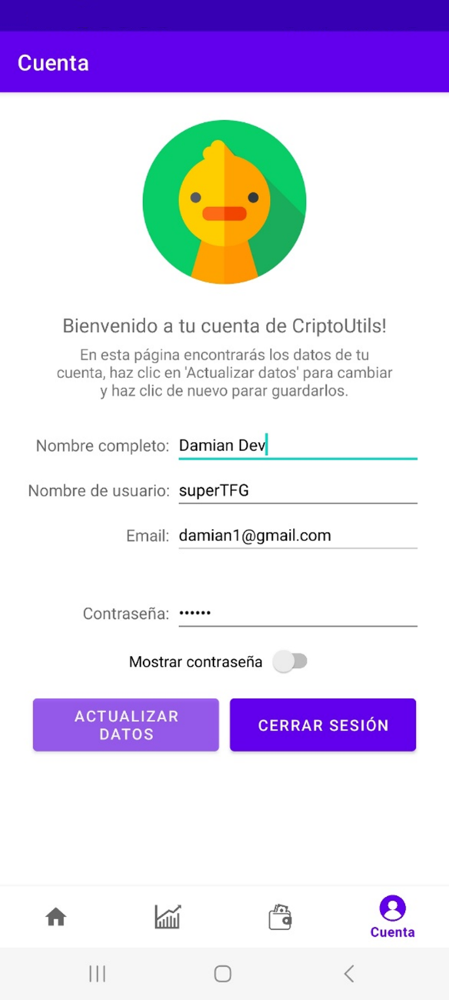 Cuenta
Bienvenido a tu cuenta de CriptoUtils!
En esta página encontrarás los datos de tu
cuenta, haz clic en 'Actualizar datos' para cambiar
y haz clic de nuevo parar guardarlos.
Nombre completo: Damian Dev
Nombre de usuario: superTFG
Email: damian1@gmail.com
Contraseña: ••••••
Mostrar contraseña
ACTUALIZAR
DATOS
CERRAR SESIÓN
Cuenta